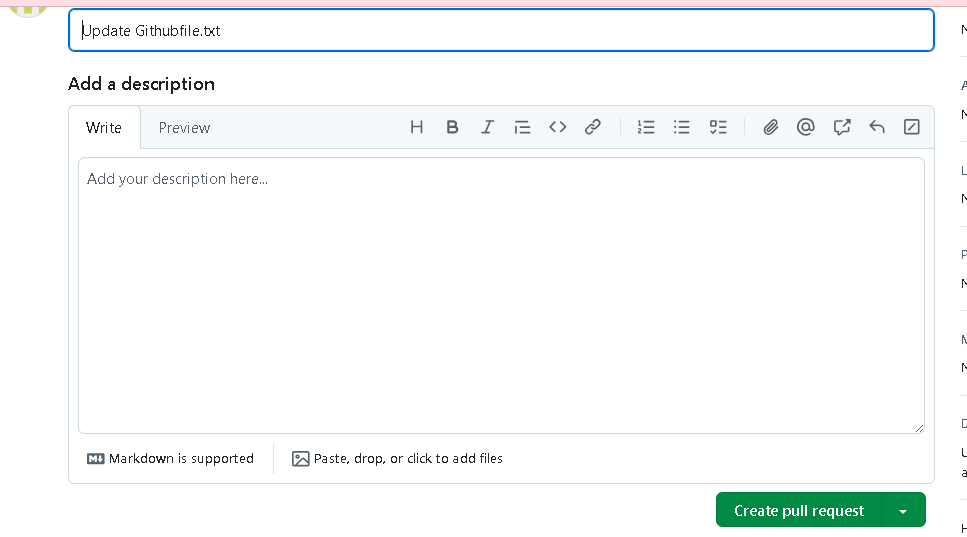 Update Githubfile.txt
Add a description
Write Preview
Add your description here...
Markdown is supported
Paste, drop, or click to add files
Create pull request